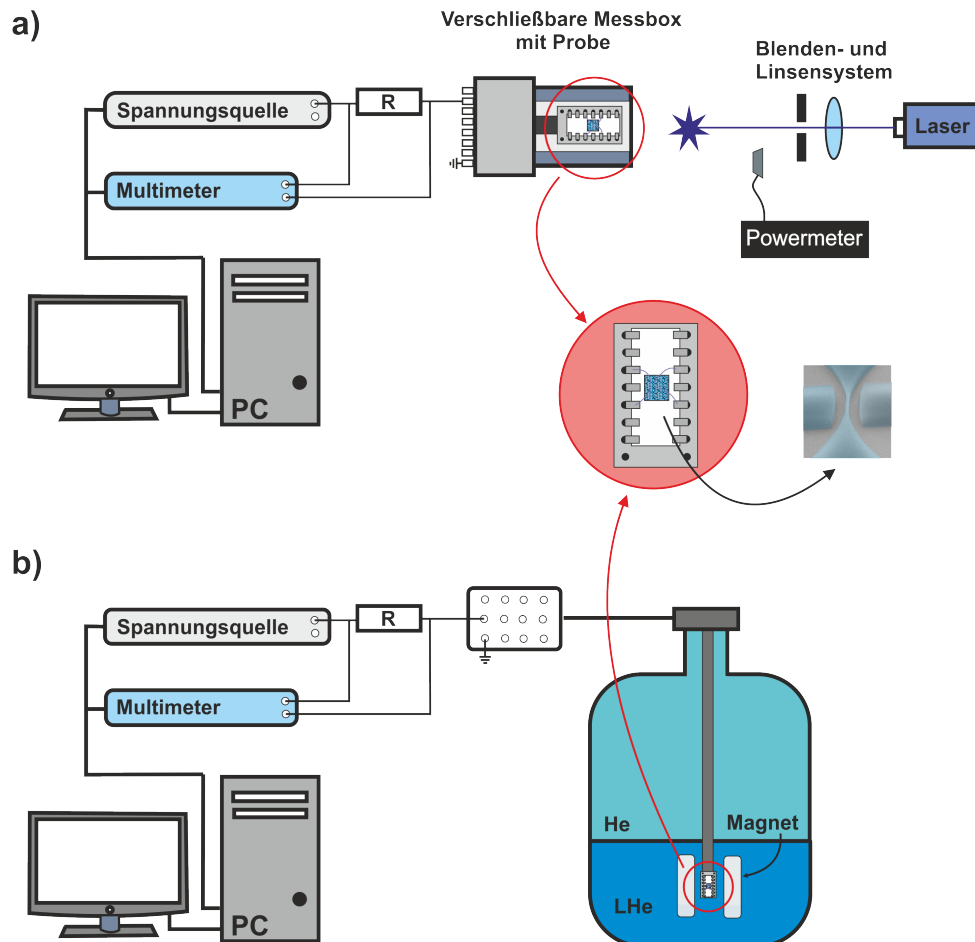 a)
Verschließbare Messbox
mit Probe
Blenden- und
Linsensystem
Spannungsquelle
R
Laser
Multimeter
Powermeter
PC
b)
Spannungsquelle
R
Multimeter
He
Magnet
LHe
PC